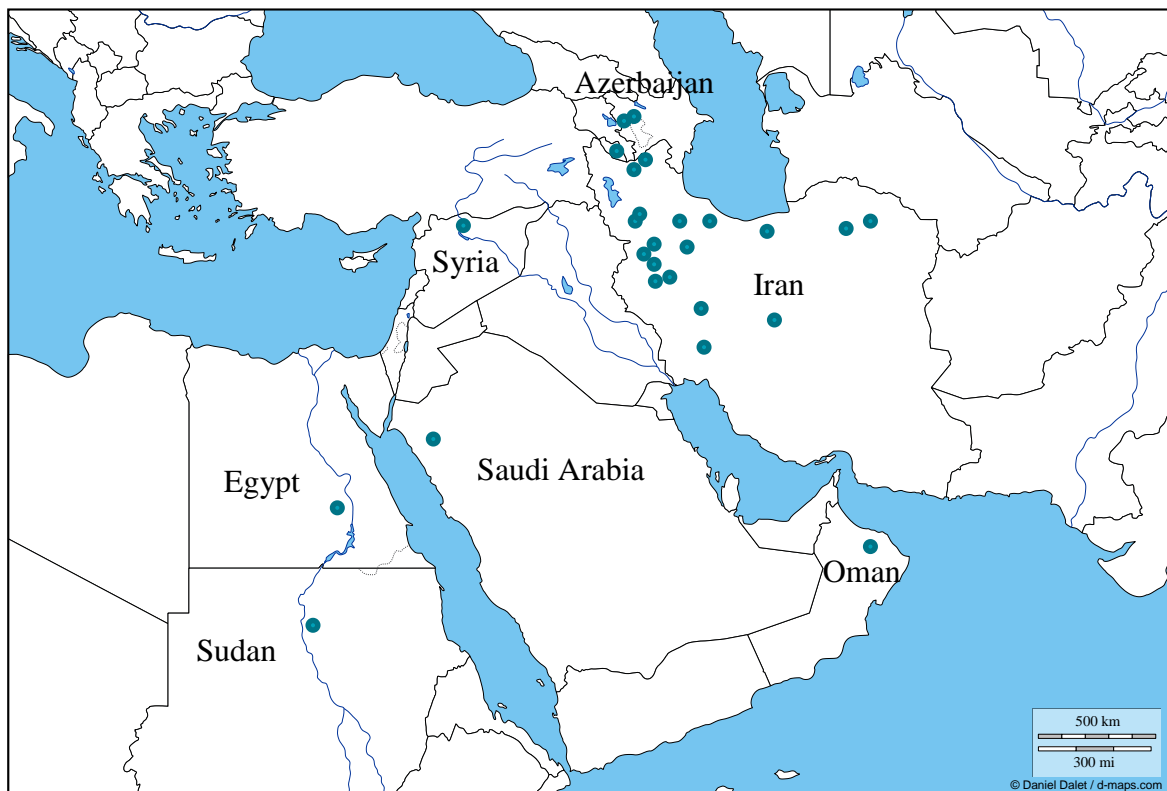 Azerbaijan
Syria
Iran
Saudi Arabia
Egypt
Oman
Sudan
500 km
300 mi
© Daniel Dalet / d-maps.com